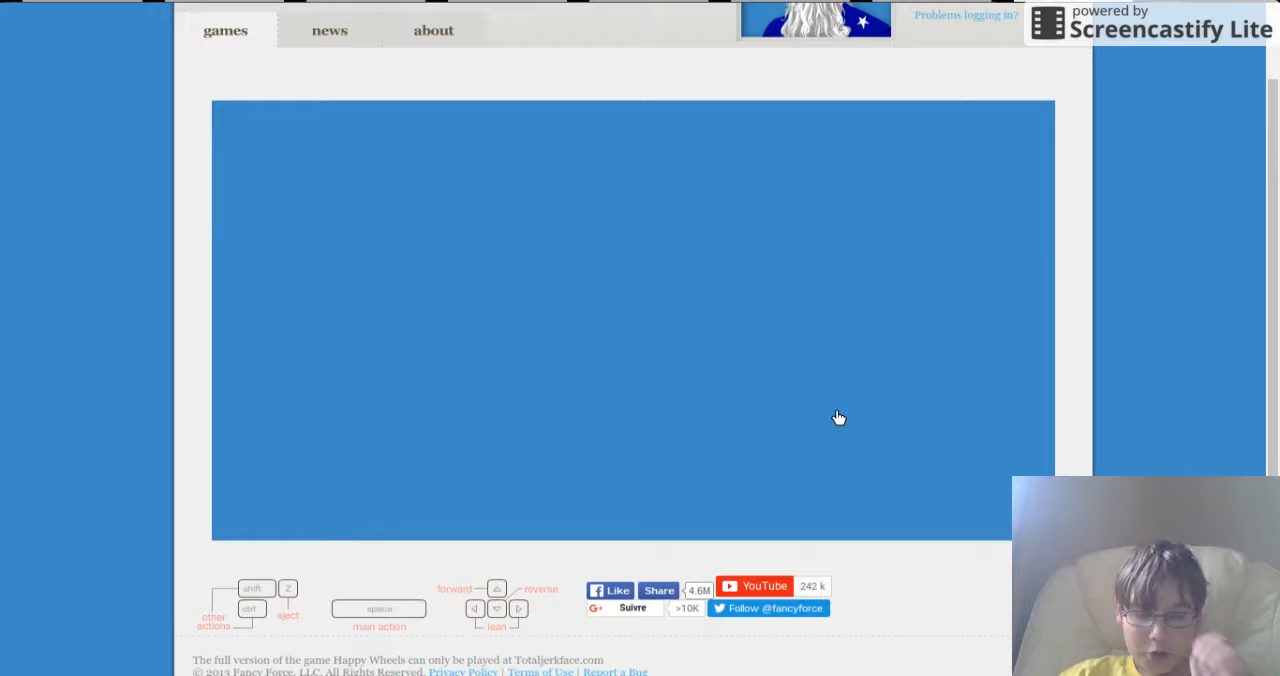 powered by
Screencastify Lite
Problems logging in?
games
news
about
shift
Z
ctrl
other
actions
eject
space
main action
forward
reverse
lean
Like
Share
4.6M
YouTube
242 k
G+ Suivre
>10K
Follow @fancyforce
The full version of the game Happy Wheels can only be played at Totaljerkface.com
© 2013 Fancy Force, LLC. All Rights Reserved. Privacy Policy | Terms of Use | Report a Bug